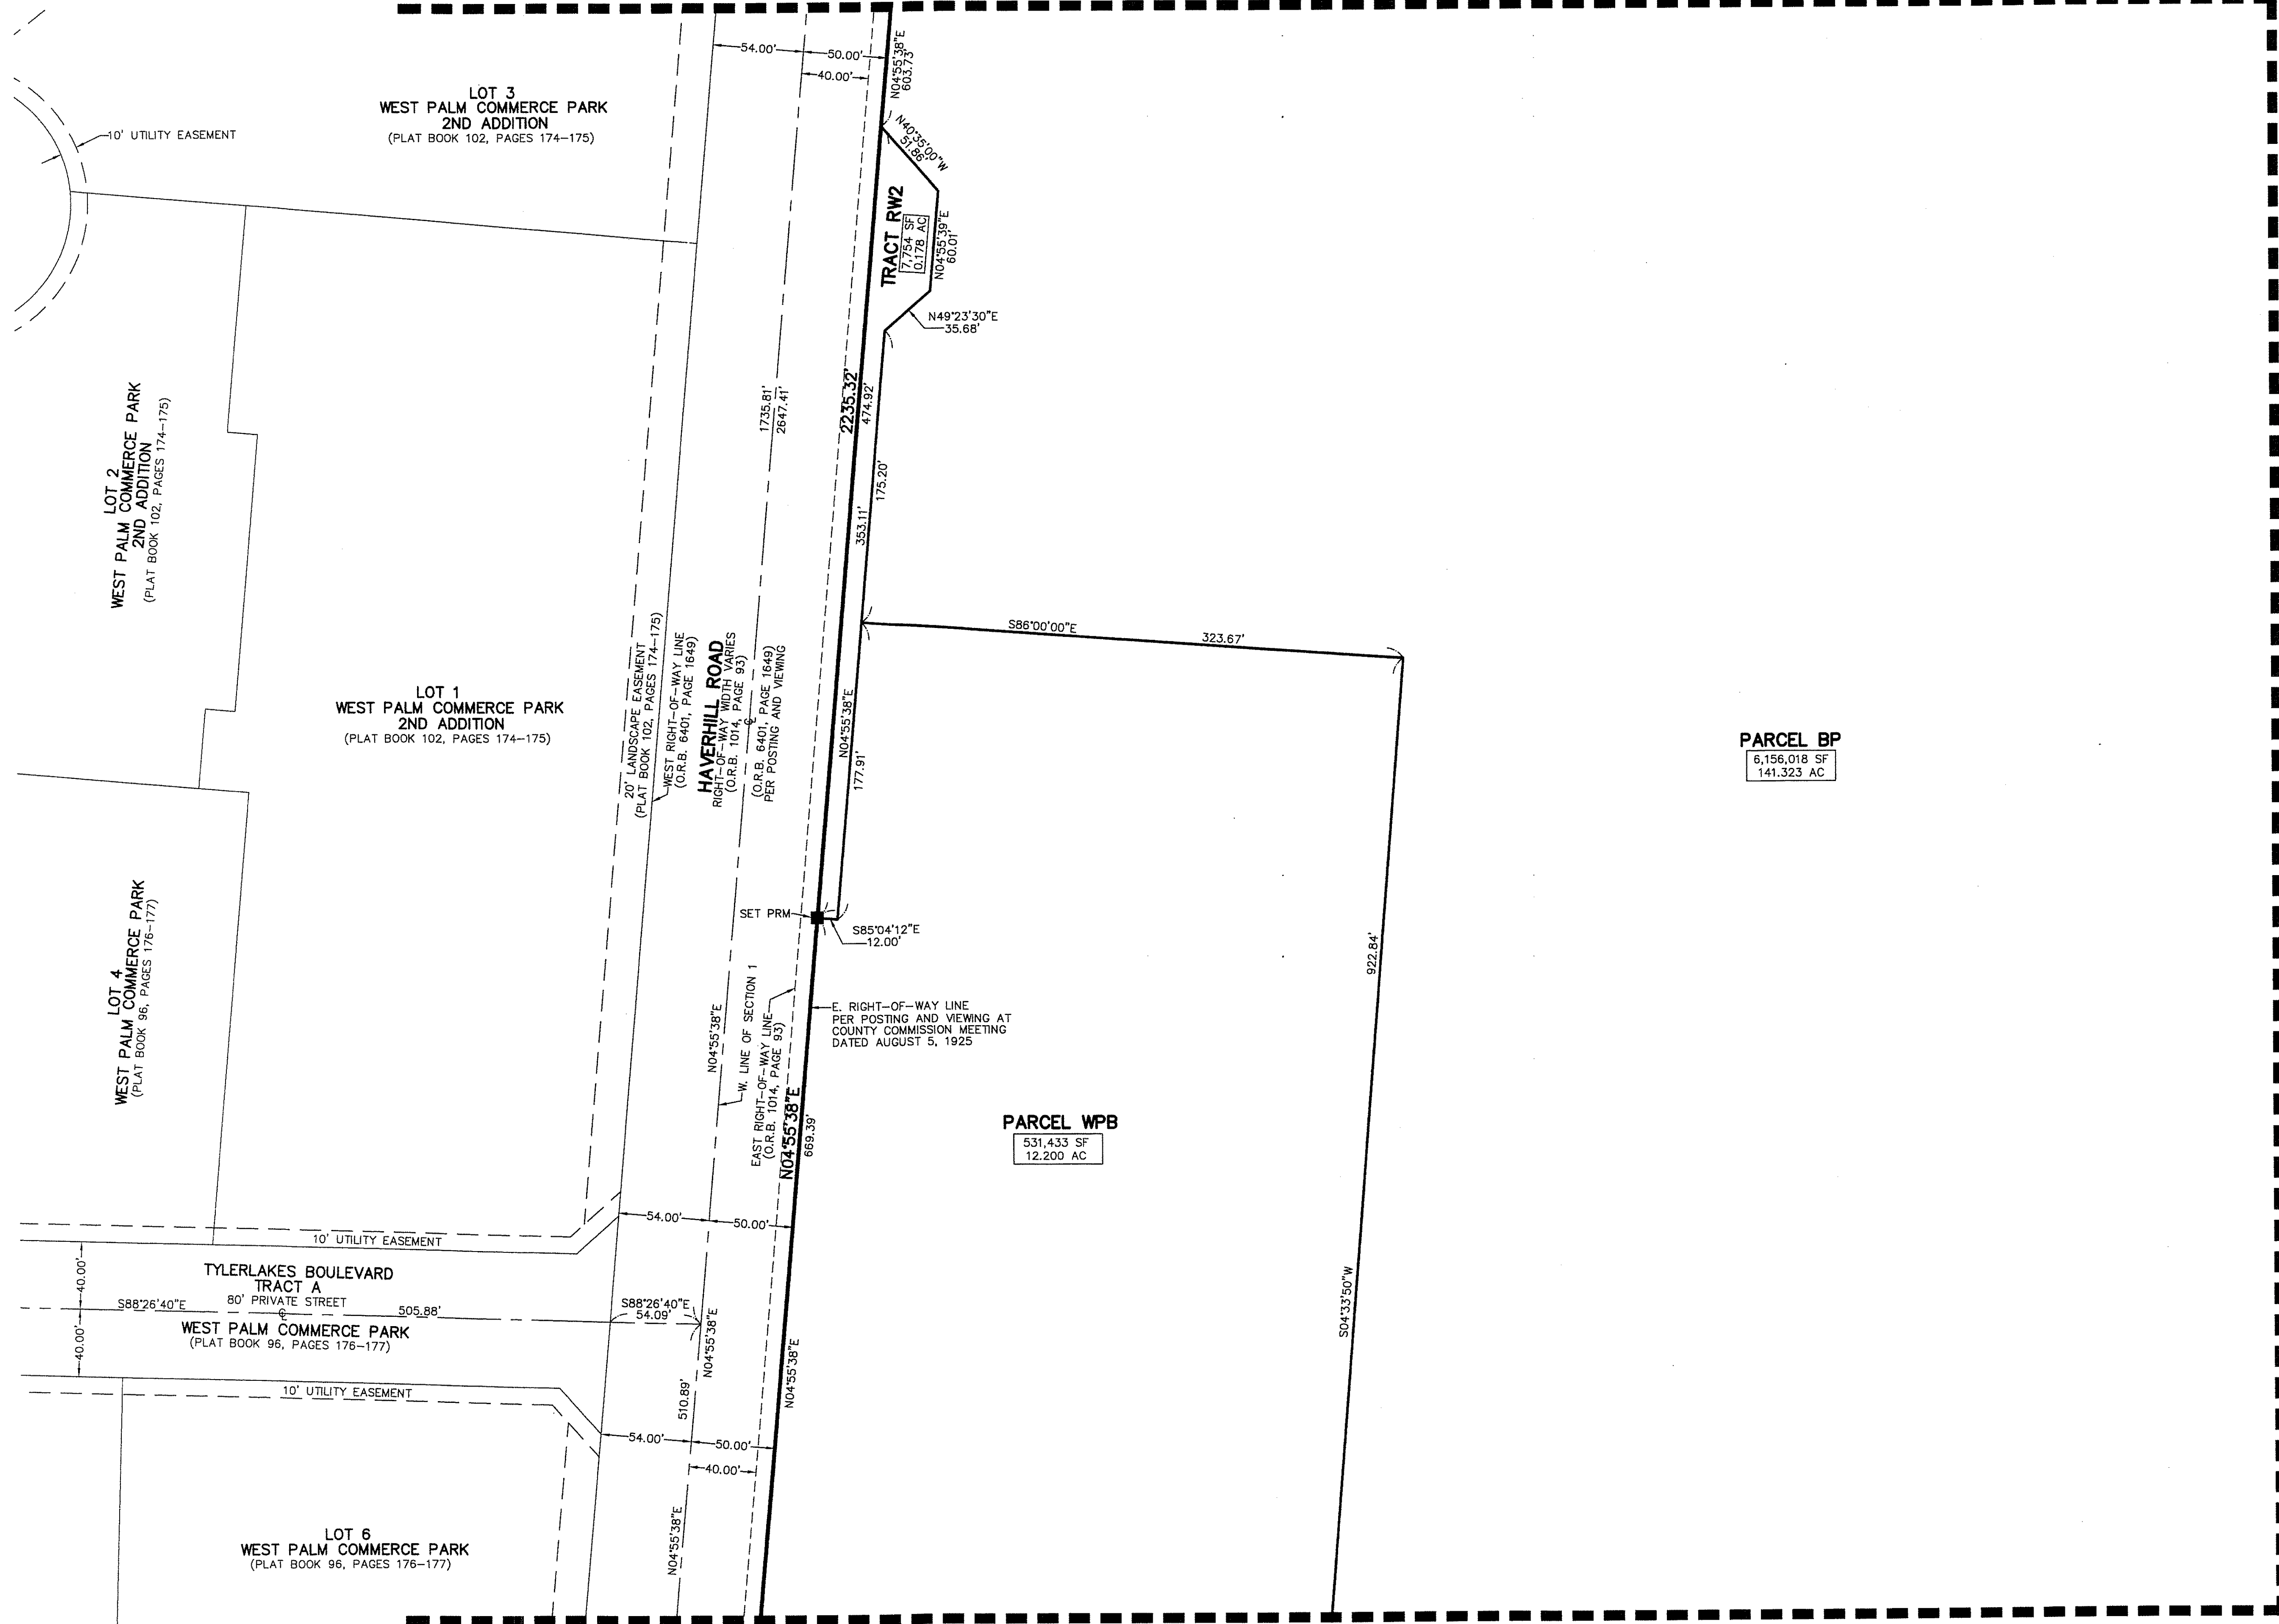 54.00'
50.00'
40.00'
N04°55'38"E
603.73'
LOT 3
WEST PALM COMMERCE PARK
2ND ADDITION
(PLAT BOOK 102, PAGES 174-175)
10' UTILITY EASEMENT
N40°35'00"W
51.86'
TRACT RW2
7,754 SF
0.178 AC
N04°55'39"E
60.01'
N49°23'30"E
35.68'
LOT 2
WEST PALM COMMERCE PARK
2ND ADDITION
(PLAT BOOK 102, PAGES 174-175)
1735.81'
2647.41'
2235.32'
474.92'
175.20'
353.11'
S86°00'00"E
323.67'
LOT 1
WEST PALM COMMERCE PARK
2ND ADDITION
(PLAT BOOK 102, PAGES 174-175)
20' LANDSCAPE EASEMENT
(PLAT BOOK 102, PAGES 174-175)
WEST RIGHT-OF-WAY LINE
(O.R.B. 6401, PAGE 1649)
HAVERHILL ROAD
RIGHT-OF-WAY WIDTH VARIES
(O.R.B. 1014, PAGE 93)
℄
(O.R.B. 6401, PAGE 1649)
PER POSTING AND VIEWING
N04°55'38"E
177.91'
PARCEL BP
6,156,018 SF
141.323 AC
SET PRM
S85°04'12"E
12.00'
LOT 4
WEST PALM COMMERCE PARK
(PLAT BOOK 96, PAGES 176-177)
922.84'
N04°55'38"E
W. LINE OF SECTION 1
EAST RIGHT-OF-WAY LINE
(O.R.B. 1014, PAGE 93)
N04°55'38"E
669.39'
E. RIGHT-OF-WAY LINE
PER POSTING AND VIEWING AT
COUNTY COMMISSION MEETING
DATED AUGUST 5, 1925
PARCEL WPB
531,433 SF
12.200 AC
54.00'
50.00'
10' UTILITY EASEMENT
40.00'
TYLERLAKES BOULEVARD
TRACT A
80' PRIVATE STREET
S88°26'40"E
℄
505.88'
S88°26'40"E
54.09'
WEST PALM COMMERCE PARK
(PLAT BOOK 96, PAGES 176-177)
40.00'
N04°55'38"E
S04°33'50"W
N04°55'38"E
10' UTILITY EASEMENT
510.89'
54.00'
50.00'
40.00'
N04°55'38"E
LOT 6
WEST PALM COMMERCE PARK
(PLAT BOOK 96, PAGES 176-177)